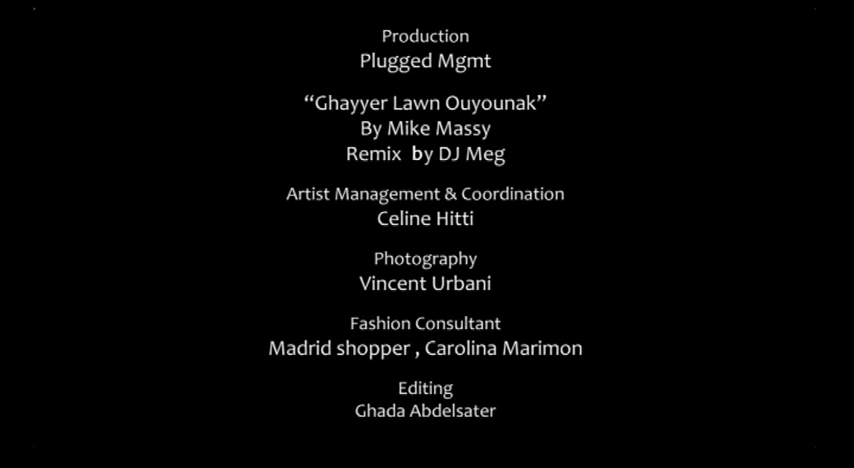 Production
Plugged Mgmt
“Ghayyer Lawn Ouyounak”
By Mike Massy
Remix by DJ Meg
Artist Management & Coordination
Celine Hitti
Photography
Vincent Urbani
Fashion Consultant
Madrid shopper , Carolina Marimon
Editing
Ghada Abdelsater